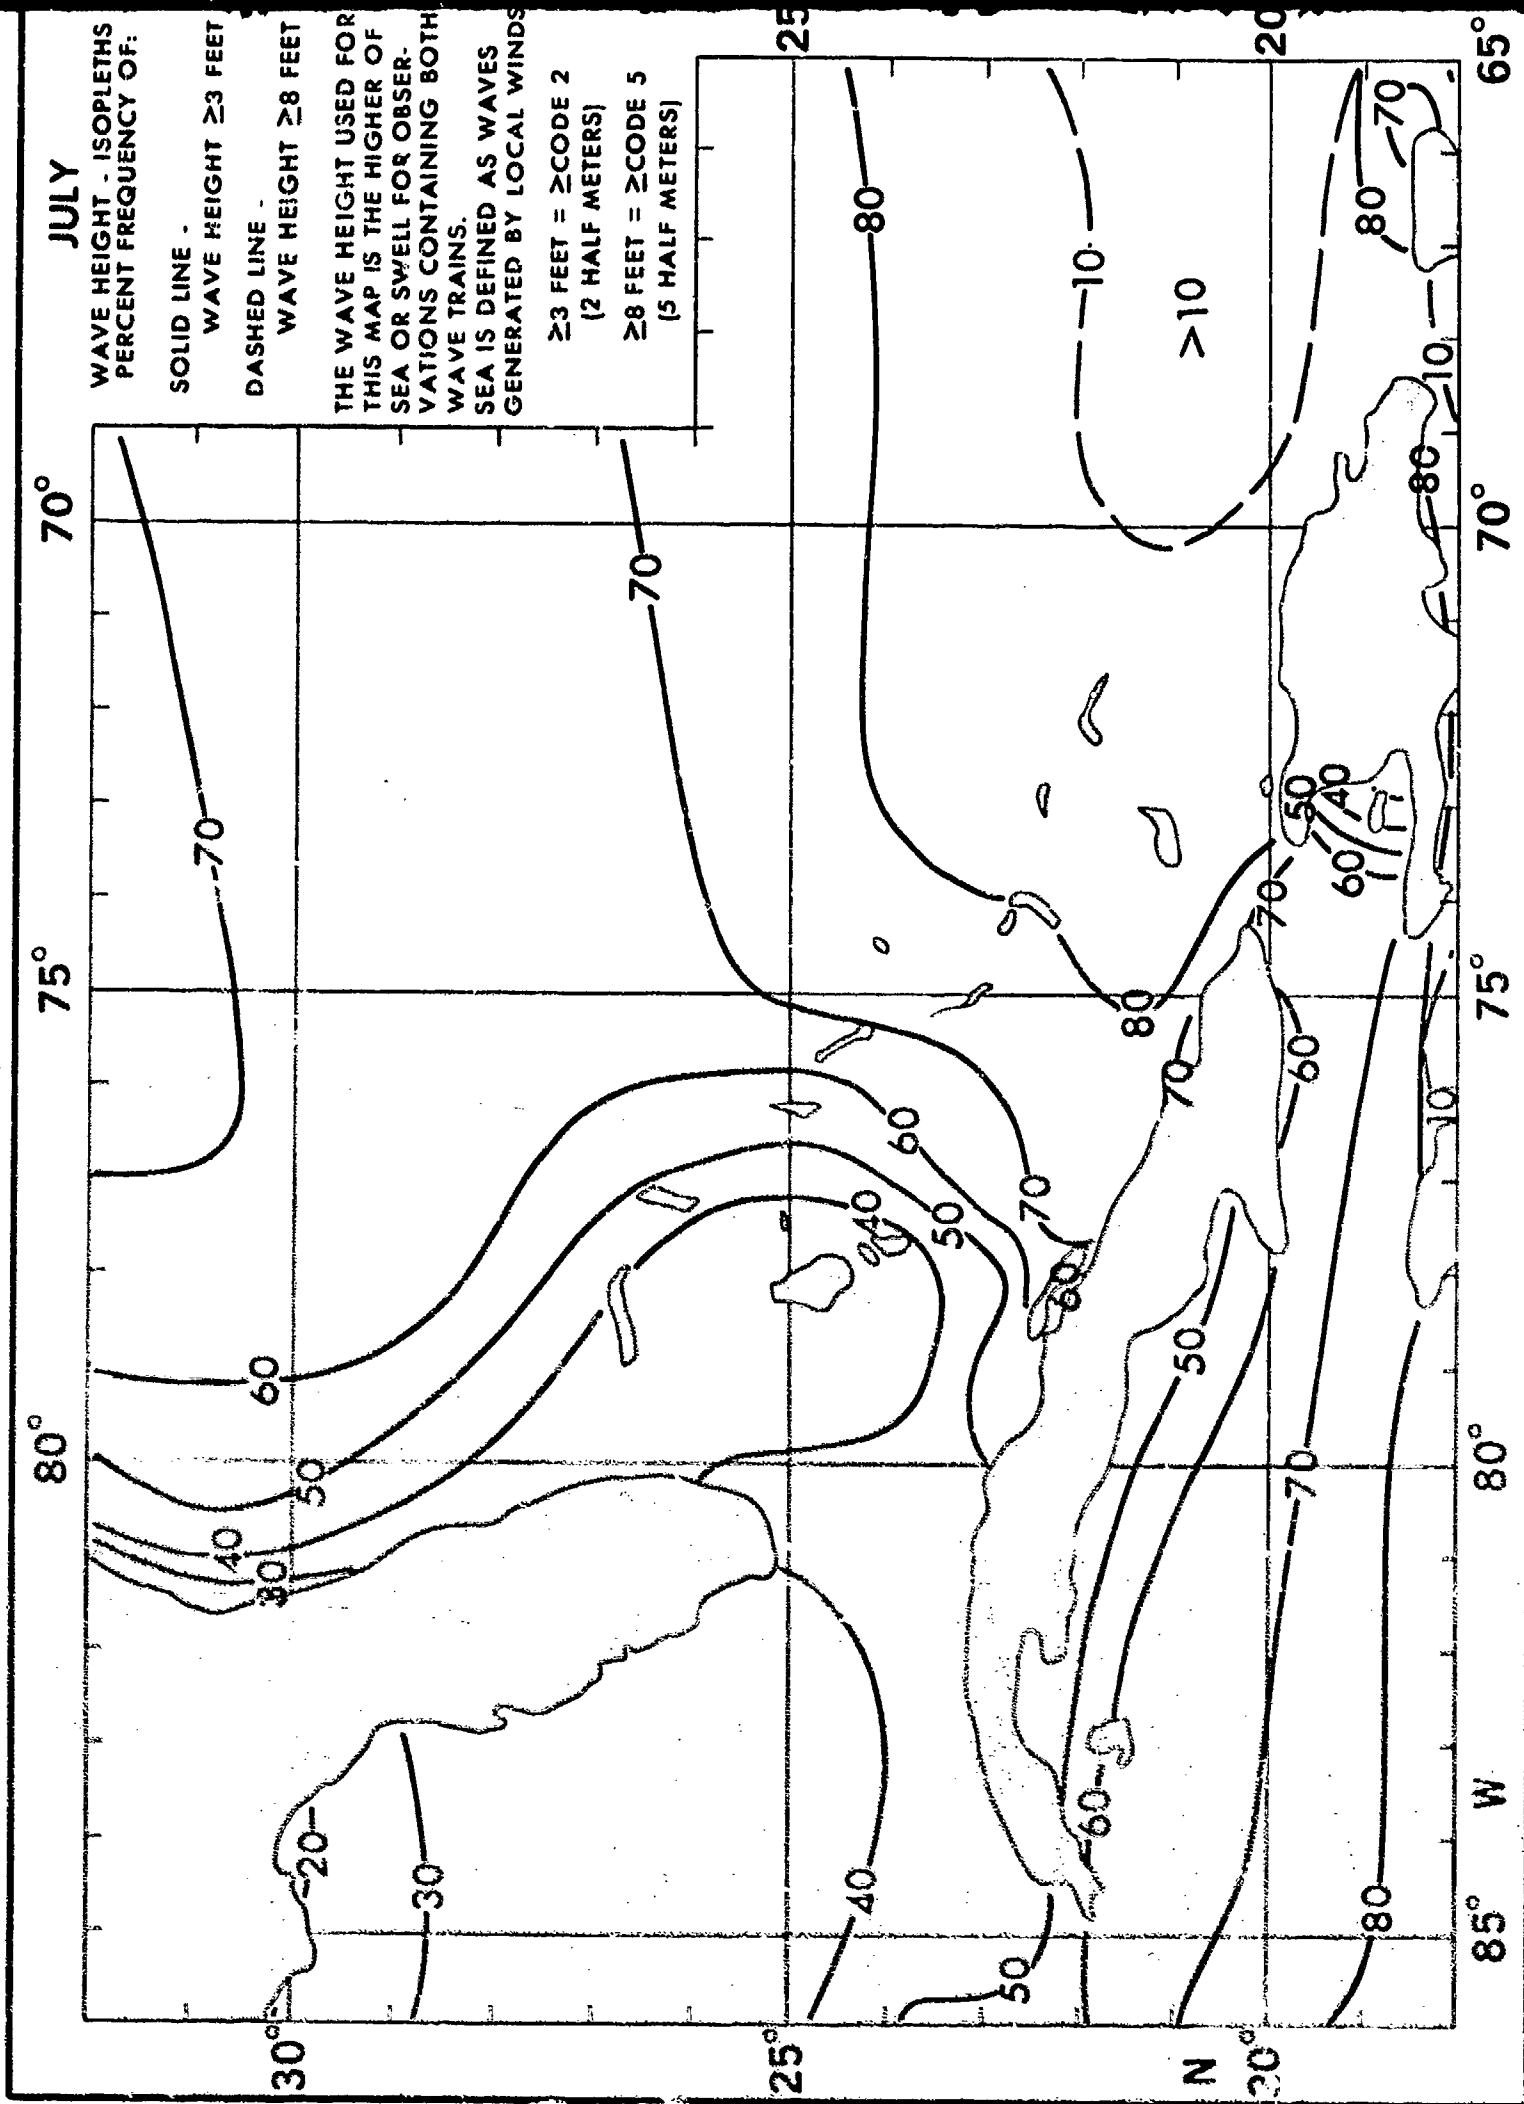 JULY
WAVE HEIGHT - ISOPLETHS
PERCENT FREQUENCY OF:
SOLID LINE -
WAVE HEIGHT ≥3 FEET
DASHED LINE -
WAVE HEIGHT ≥8 FEET
THE WAVE HEIGHT USED FOR
THIS MAP IS THE HIGHER OF
SEA OR SWELL FOR OBSER-
VATIONS CONTAINING BOTH
WAVE TRAINS.
SEA IS DEFINED AS WAVES
GENERATED BY LOCAL WINDS
≥3 FEET = ≥CODE 2
(2 HALF METERS)
≥8 FEET = ≥CODE 5
(5 HALF METERS)
80° 75° 70°
30° 20 30 40 50 60 70
30
25° 40 40 60 70 80 25
50 50 70 10
60 50 60 70 80 >10
N 20° 70 60 70 50 40 20
60 80
80 10 80 10 70
85° W 80° 75° 70° 65°